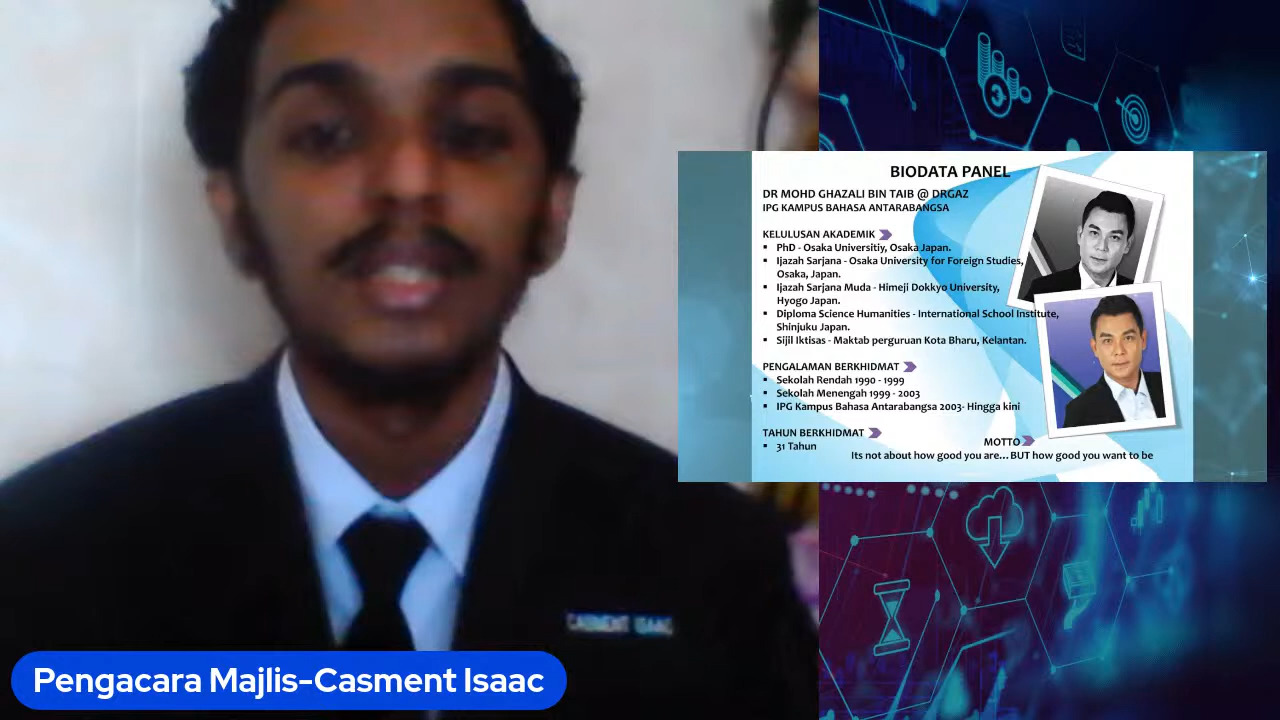 BIODATA PANEL
DR MOHD GHAZALI BIN TAIB @ DRGAZ
IPG KAMPUS BAHASA ANTARABANGSA
KELULUSAN AKADEMIK
▪ PhD - Osaka Universitiy, Osaka Japan.
▪ Ijazah Sarjana - Osaka University for Foreign Studies,
Osaka, Japan.
▪ Ijazah Sarjana Muda - Himeji Dokkyo University,
Hyogo Japan.
▪ Diploma Science Humanities - International School Institute,
Shinjuku Japan.
▪ Sijil Iktisas - Maktab perguruan Kota Bharu, Kelantan.
PENGALAMAN BERKHIDMAT
▪ Sekolah Rendah 1990 - 1999
▪ Sekolah Menengah 1999 - 2003
▪ IPG Kampus Bahasa Antarabangsa 2003- Hingga kini
TAHUN BERKHIDMAT
▪ 31 Tahun
MOTTO
Its not about how good you are...BUT how good you want to be
CASMENT ISAAC
Pengacara Majlis-Casment Isaac